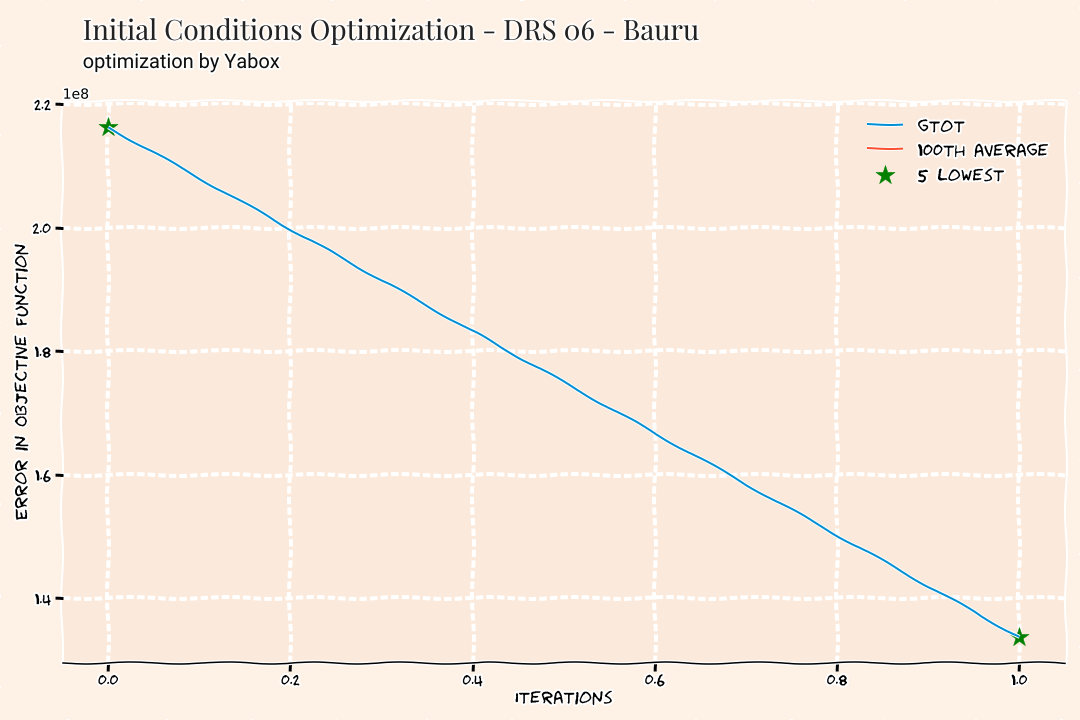 Initial Conditions Optimization - DRS 06 - Bauru
optimization by Yabox
1e8
2.2
2.0
1.8
1.6
1.4
ERROR IN OBJECTIVE FUNCTION
GTOT
100TH AVERAGE
5 LOWEST
0.0 0.2 0.4 0.6 0.8 1.0
ITERATIONS